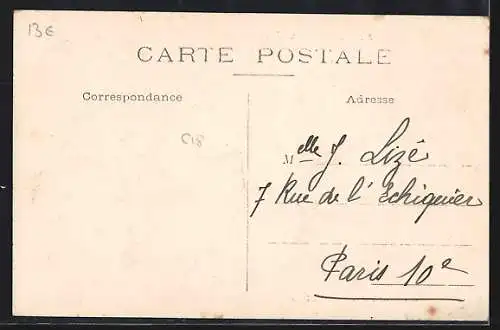 13€
CARTE POSTALE
Correspondance
Adresse
C18
Melle J. Lizé
7 Rue de l'Echiquier
Paris 10e